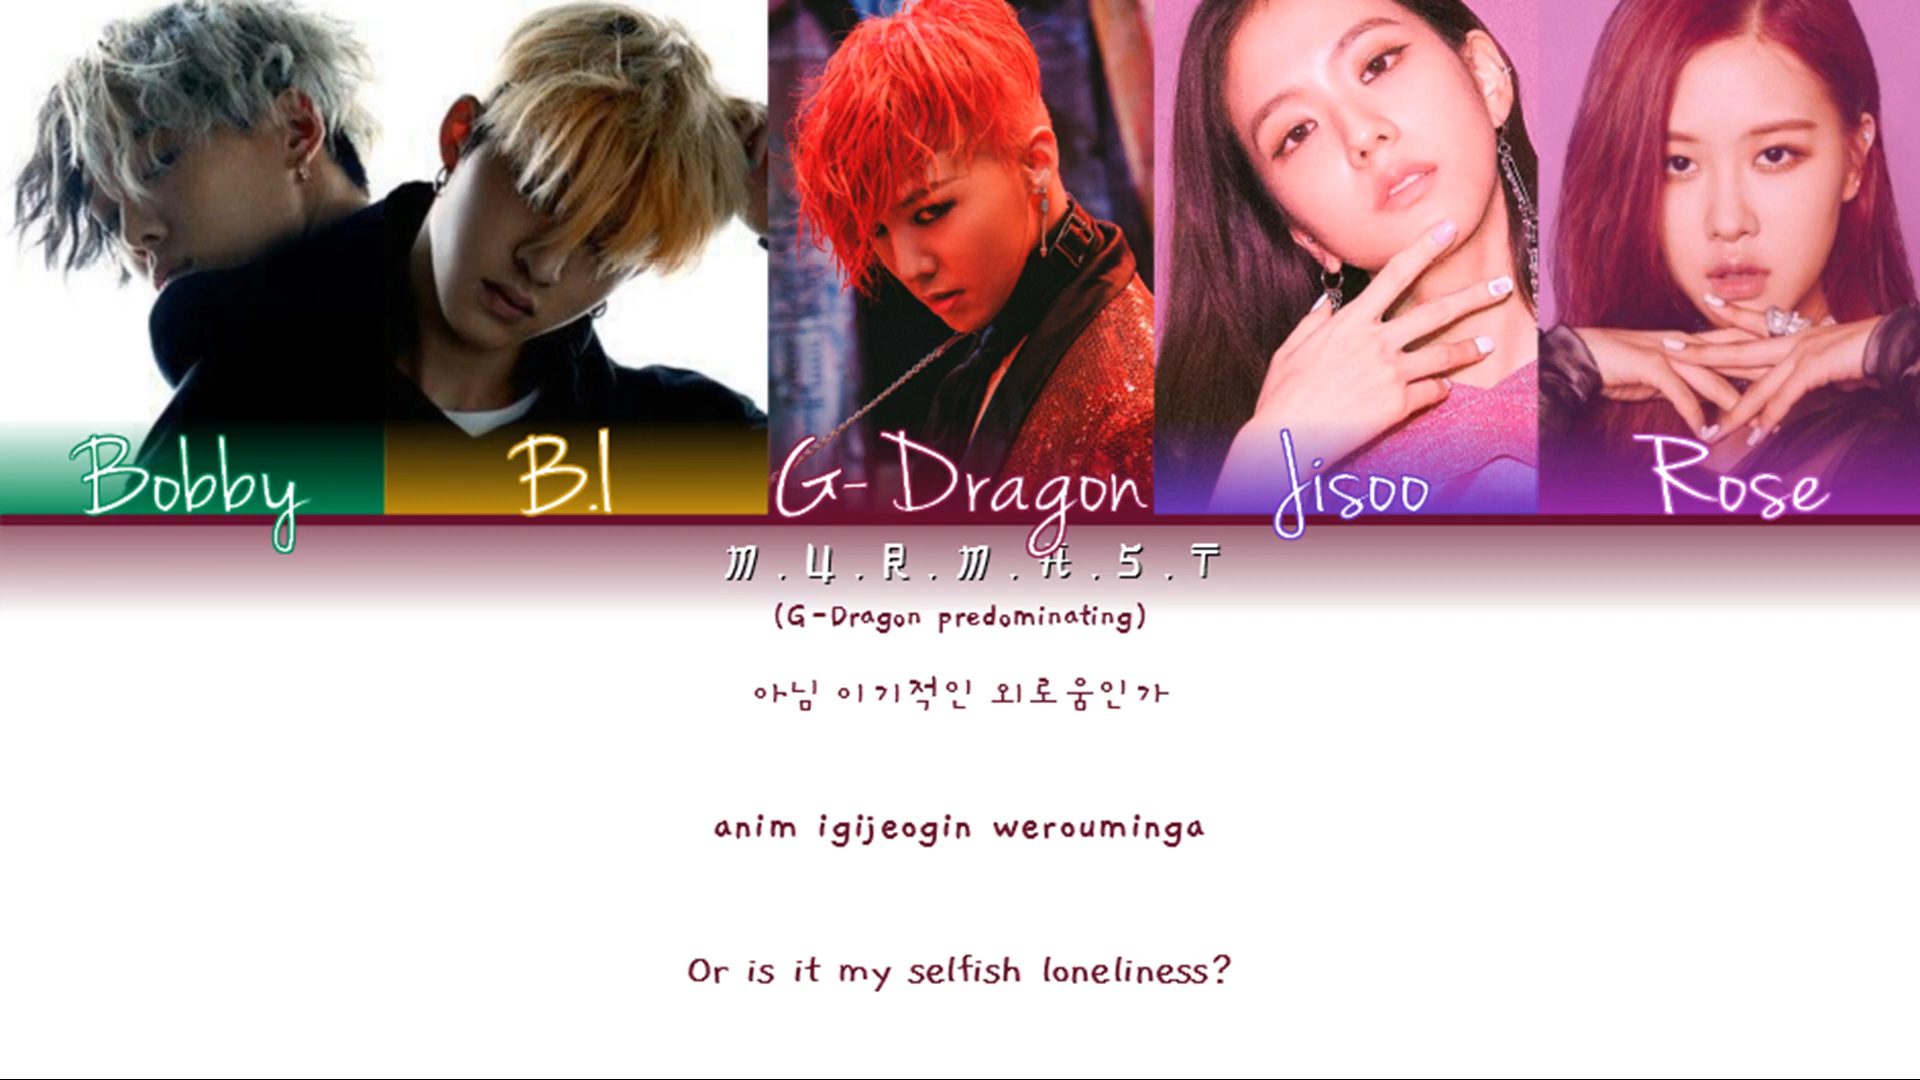 Bobby B.I G-Dragon Jisoo Rose
M.U.R.M.A.S.T
(G-Dragon predominating)
아님 이기적인 외로움인가
anim igijeogin werouminga
Or is it my selfish loneliness?